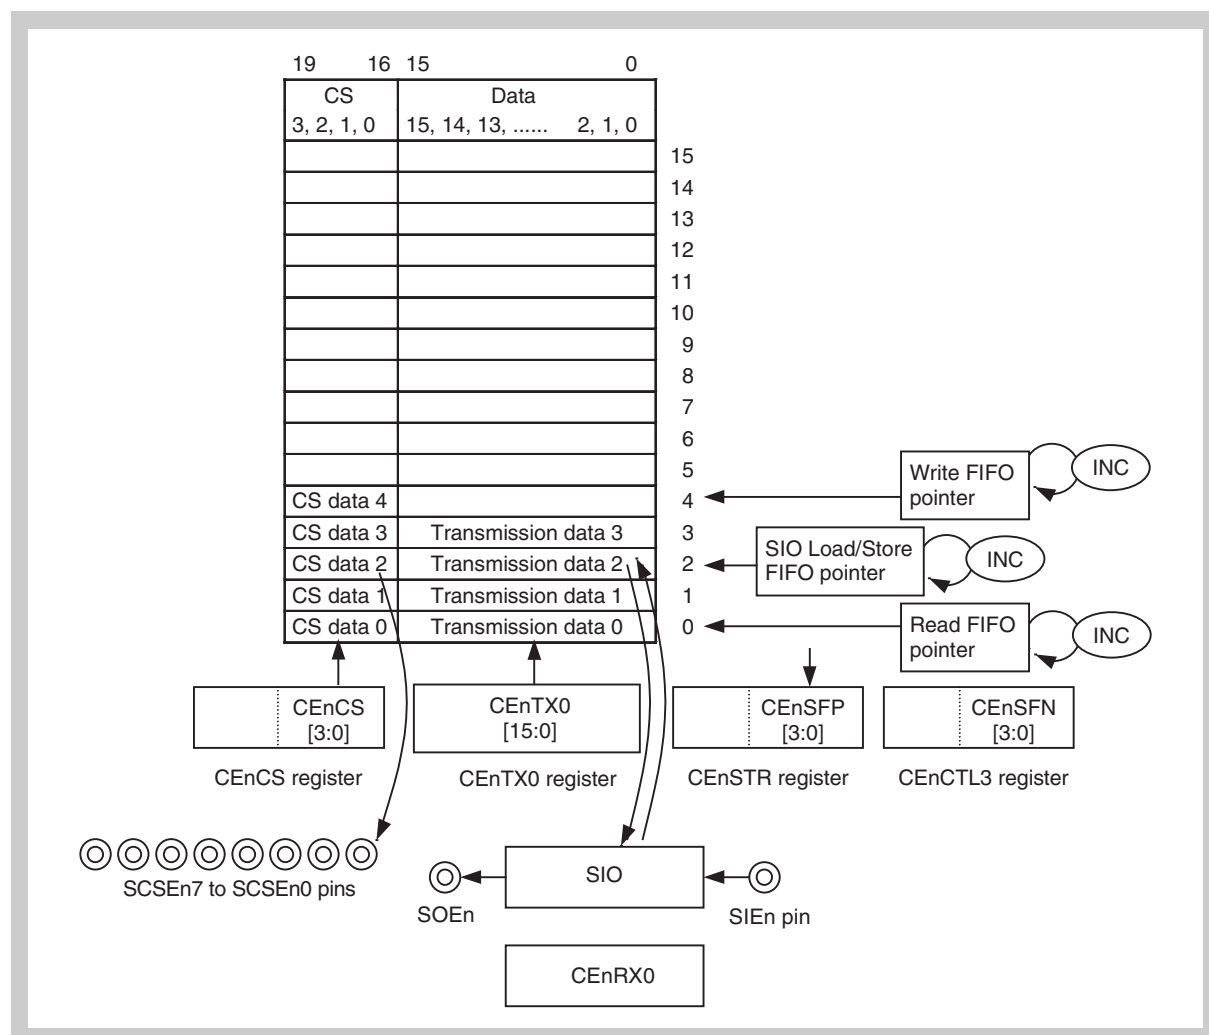 19 16 15 0
CS Data
3, 2, 1, 0 15, 14, 13, ...... 2, 1, 0
15
14
13
12
11
10
9
8
7
6
5
CS data 4 4
CS data 3 Transmission data 3 3
CS data 2 Transmission data 2 2
CS data 1 Transmission data 1 1
CS data 0 Transmission data 0 0
Write FIFO
pointer
INC
SIO Load/Store
FIFO pointer
INC
Read FIFO
pointer
INC
CEnCS
[3:0]
CEnCS register
CEnTX0
[15:0]
CEnTX0 register
CEnSFP
[3:0]
CEnSTR register
CEnSFN
[3:0]
CEnCTL3 register
SCSEn7 to SCSEn0 pins
SOEn
SIO
SIEn pin
CEnRX0